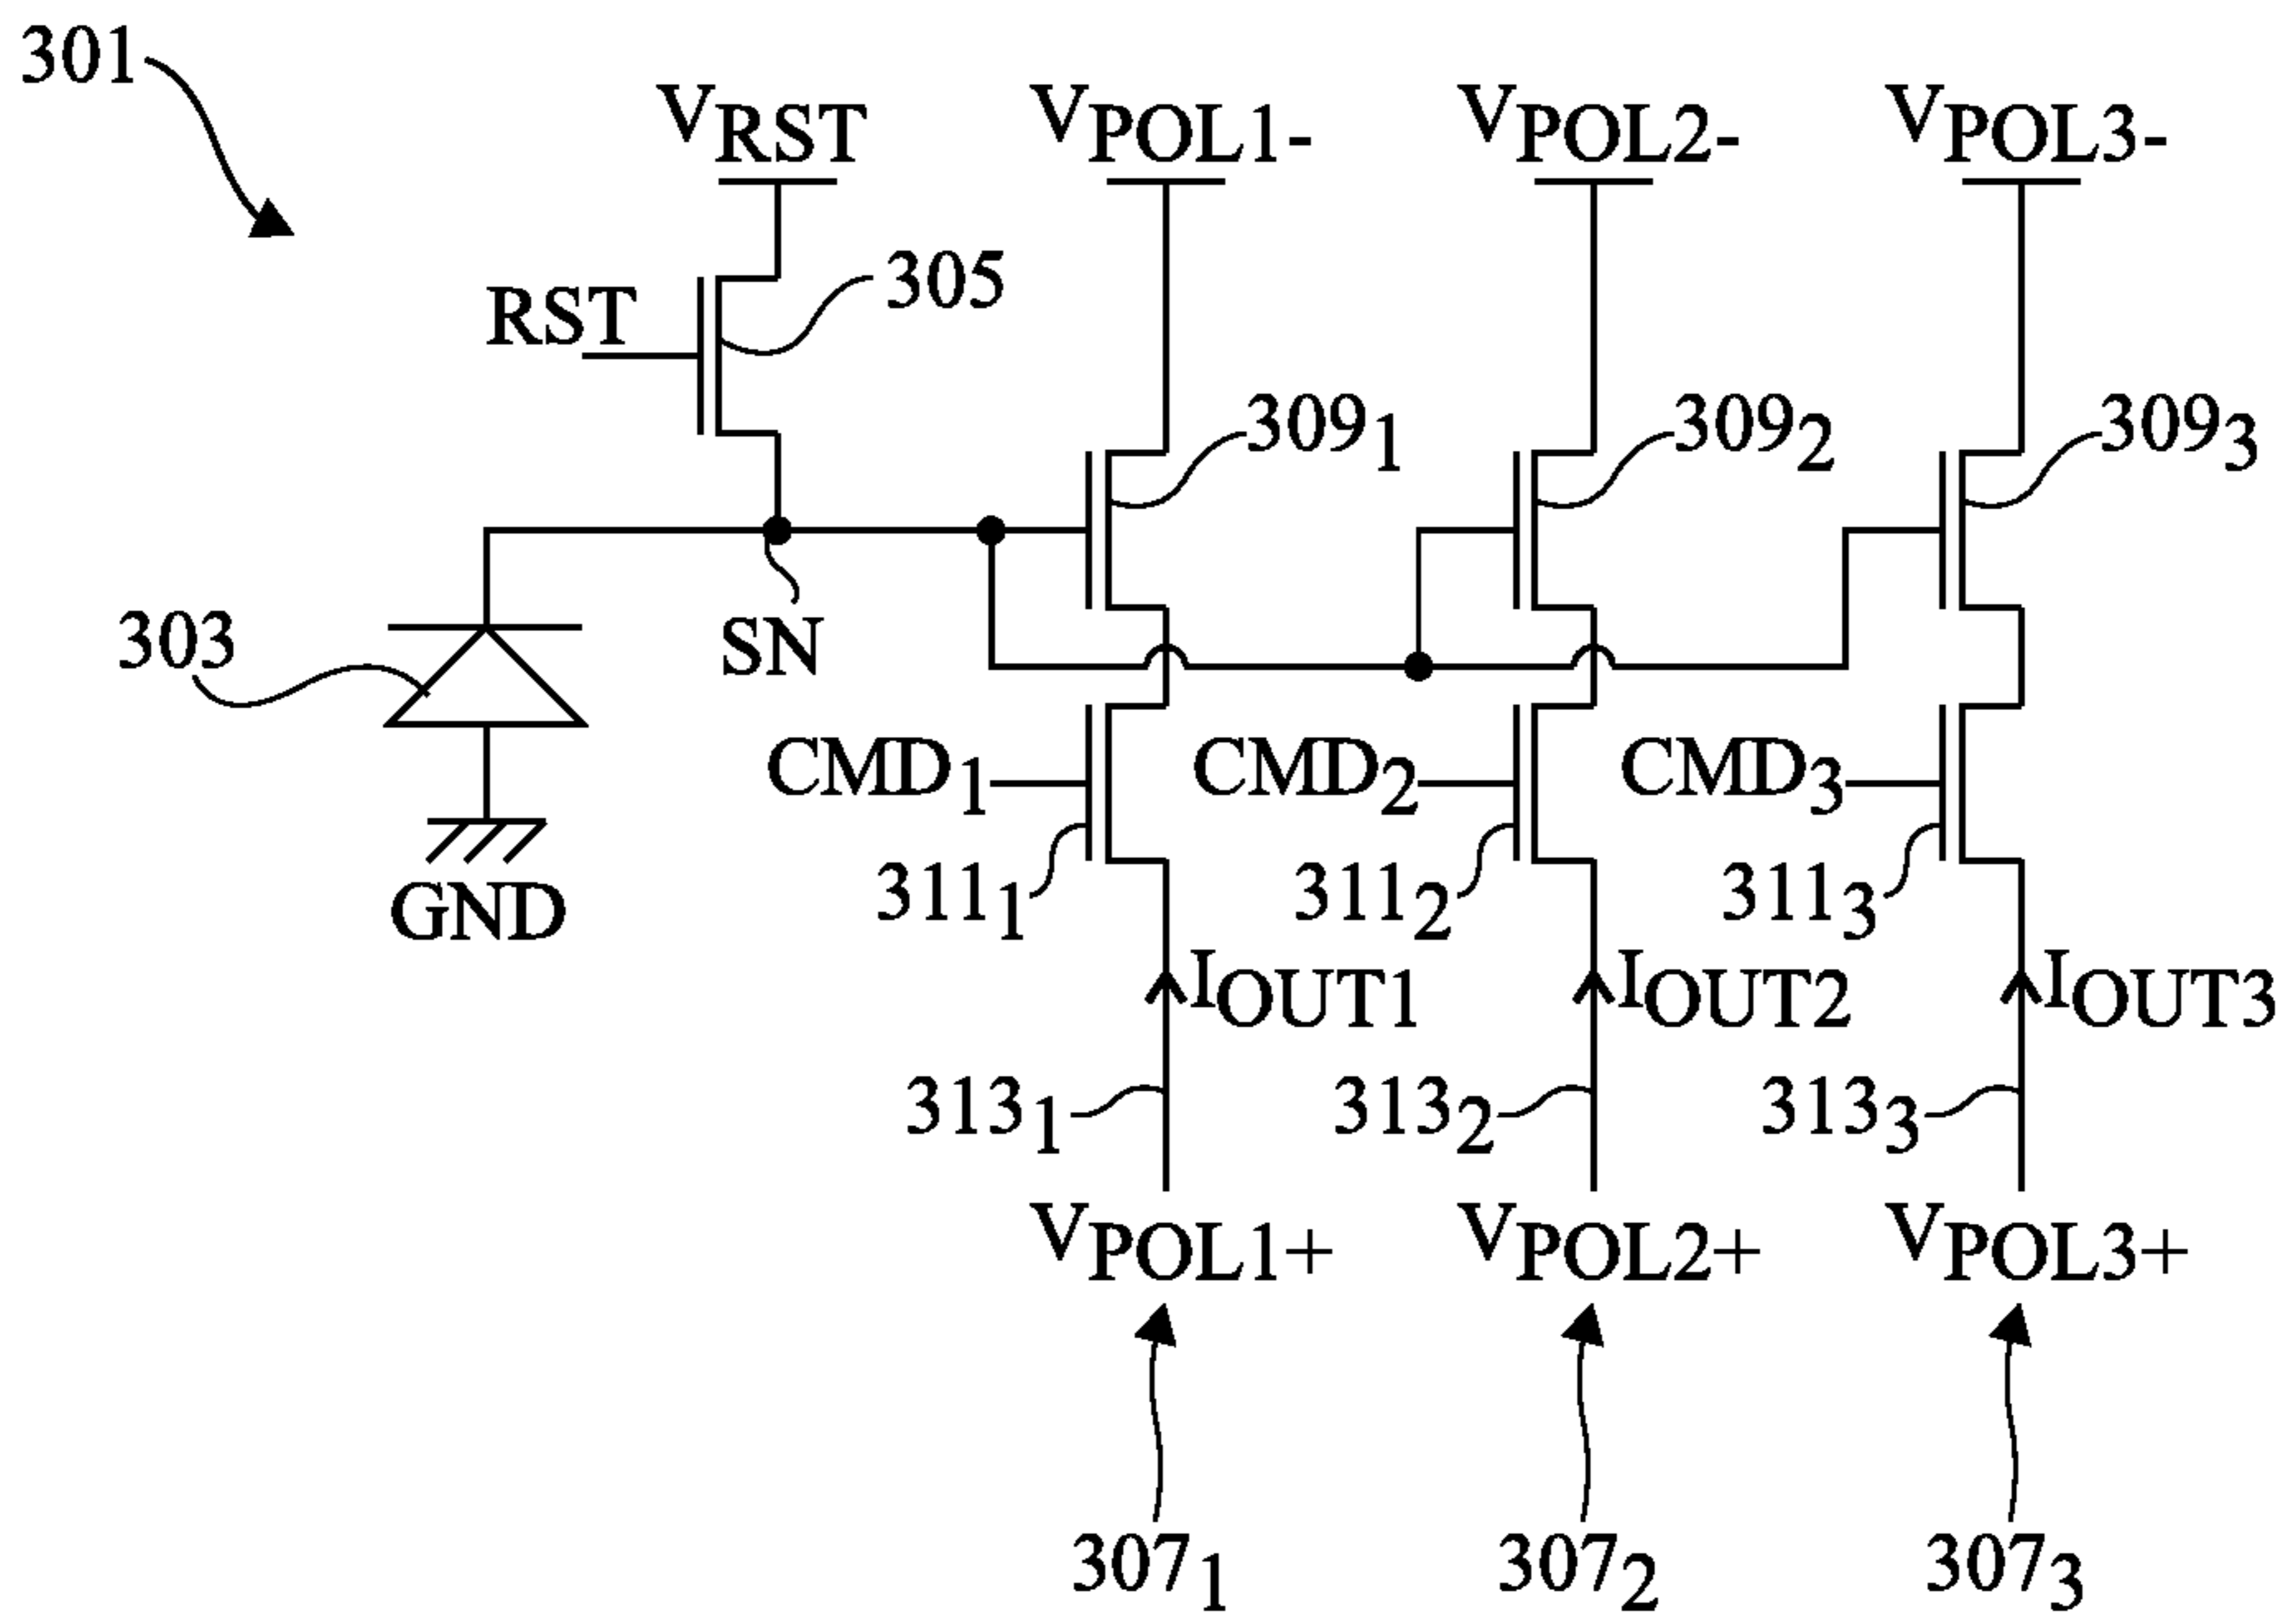 301
VRST VPOL1- VPOL2- VPOL3-
305
RST
3091 3092 3093
303
SN
CMD1 CMD2 CMD3
3111 3112 3113
GND
IOUT1 IOUT2 IOUT3
3131 3132 3133
VPOL1+ VPOL2+ VPOL3+
3071 3072 3073